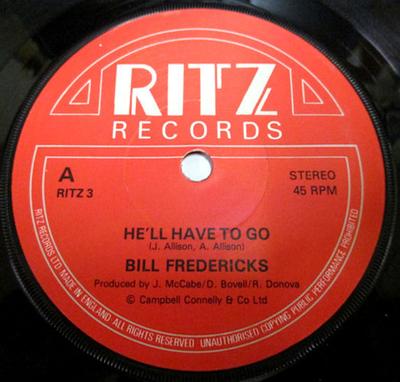 RITZ
RECORDS
A
RITZ 3
STEREO
45 RPM
HE'LL HAVE TO GO
(J. Allison, A. Allison)
BILL FREDERICKS
Produced by J. McCabe/D. Bovell/R. Donova
© Campbell Connelly & Co Ltd
RITZ RECORDS LTD MADE IN ENGLAND. ALL RIGHTS RESERVED. UNAUTHORISED COPYING PUBLIC PERFORMANCE PROHIBITED